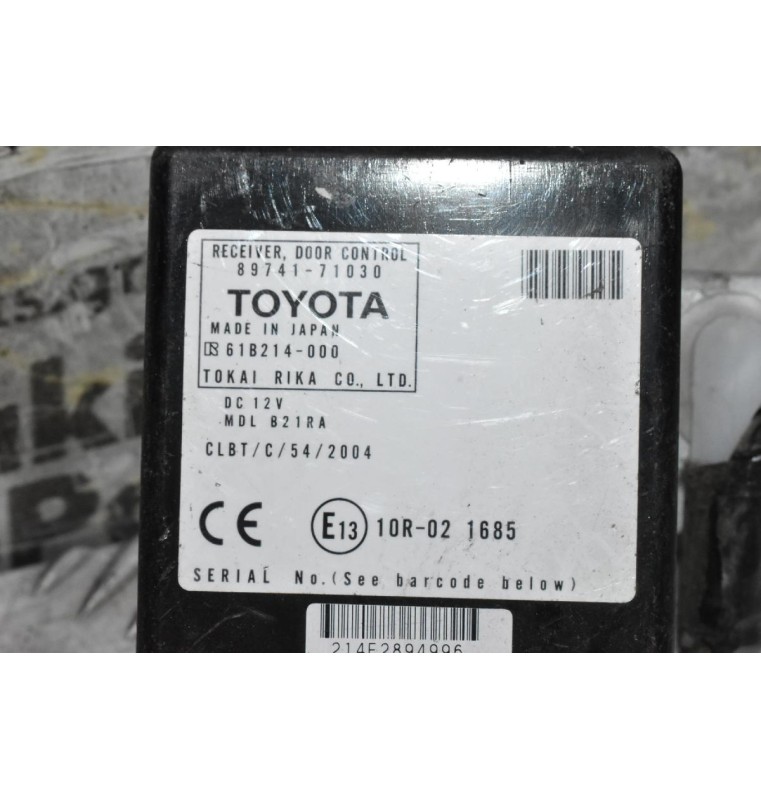 RECEIVER, DOOR CONTROL
89741-71030
TOYOTA
MADE IN JAPAN
61B214-000
TOKAI RIKA CO., LTD.
DC 12V
MDL B21RA
CLBT/C/54/2004
CE E13 10R-02 1685
SERIAL No. (See barcode below)
214F2894996